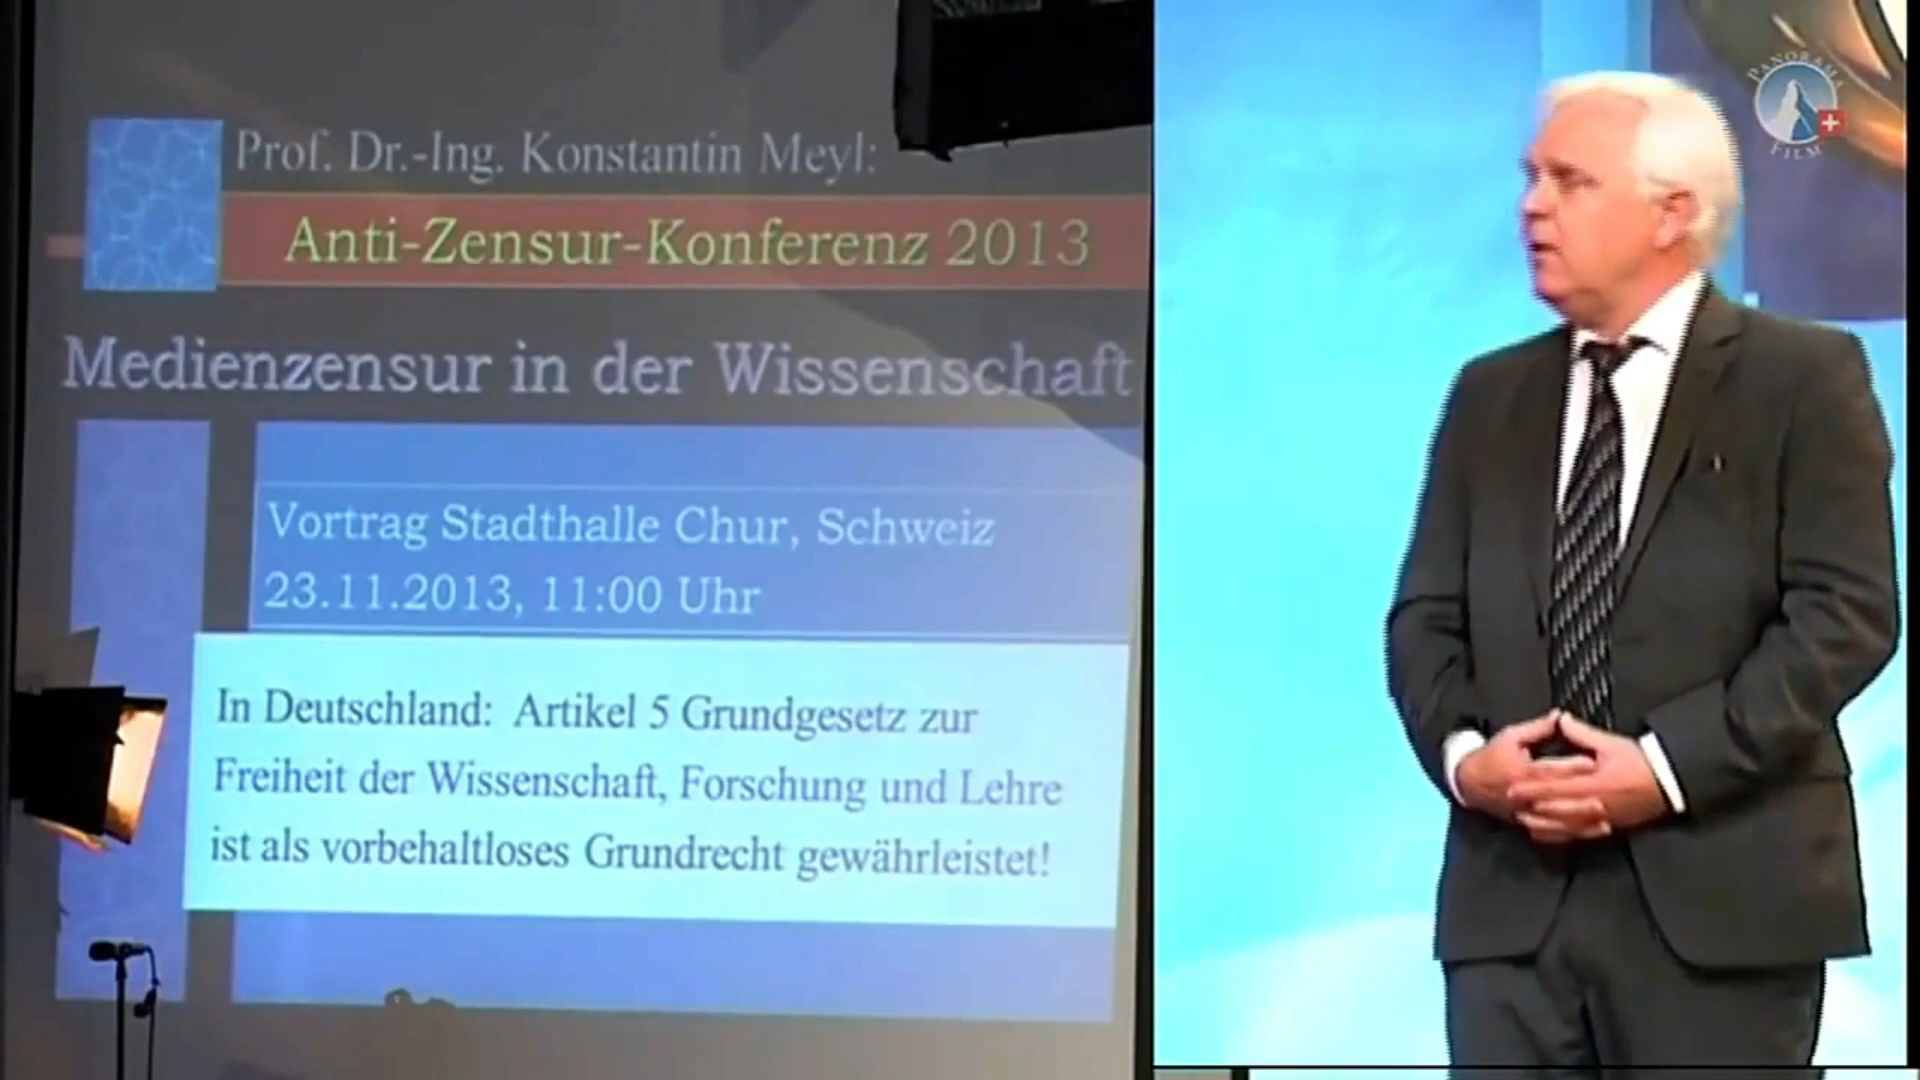 Prof. Dr.-Ing. Konstantin Meyl:
Anti-Zensur-Konferenz 2013
Medienzensur in der Wissenschaft
Vortrag Stadthalle Chur, Schweiz
23.11.2013, 11:00 Uhr
In Deutschland: Artikel 5 Grundgesetz zur
Freiheit der Wissenschaft, Forschung und Lehre
ist als vorbehaltloses Grundrecht gewährleistet!
PANORAMA
FILM